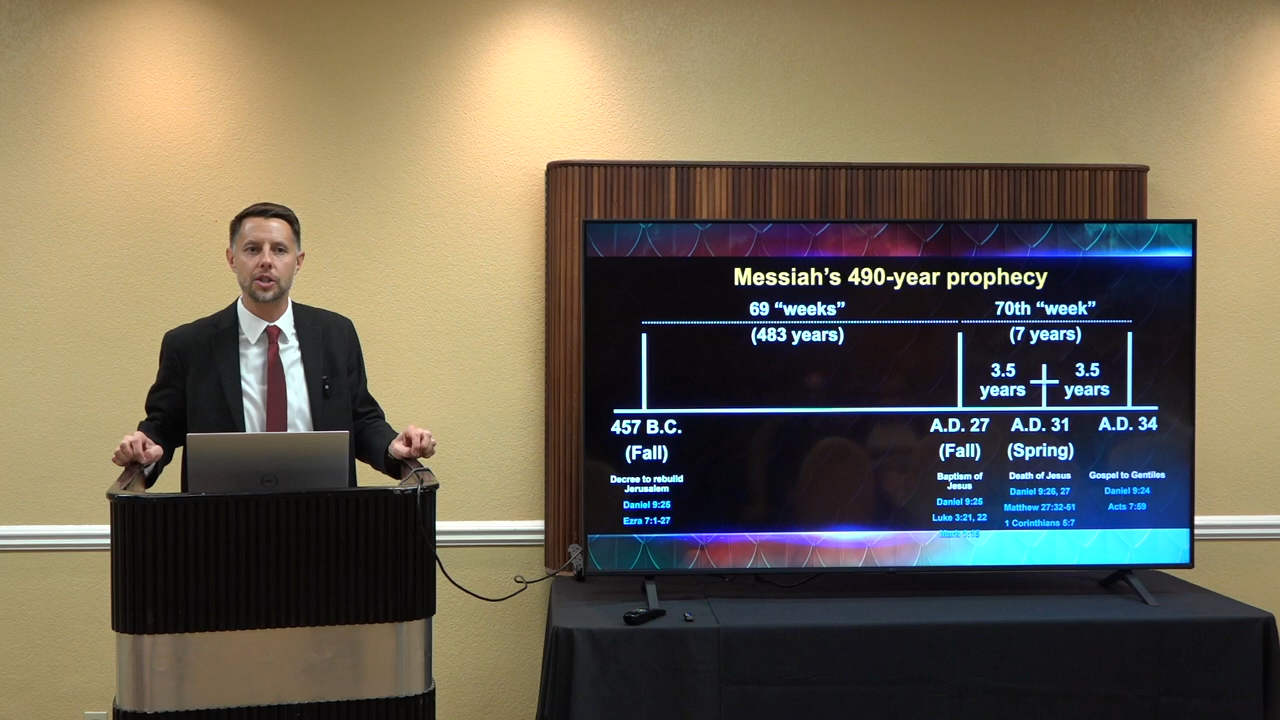 Messiah's 490-year prophecy
69 “weeks”
70th “week”
(483 years)
(7 years)
3.5 years
3.5 years
457 B.C.
(Fall)
Decree to rebuild
Jerusalem
Daniel 9:25
Ezra 7:1-27
A.D. 27
(Fall)
Baptism of
Jesus
Daniel 9:25
Luke 3:21, 22
A.D. 31
(Spring)
Death of Jesus
Daniel 9:26, 27
Matthew 27:32-51
1 Corinthians 5:7
A.D. 34
Gospel to Gentiles
Daniel 9:24
Acts 7:59
DELL